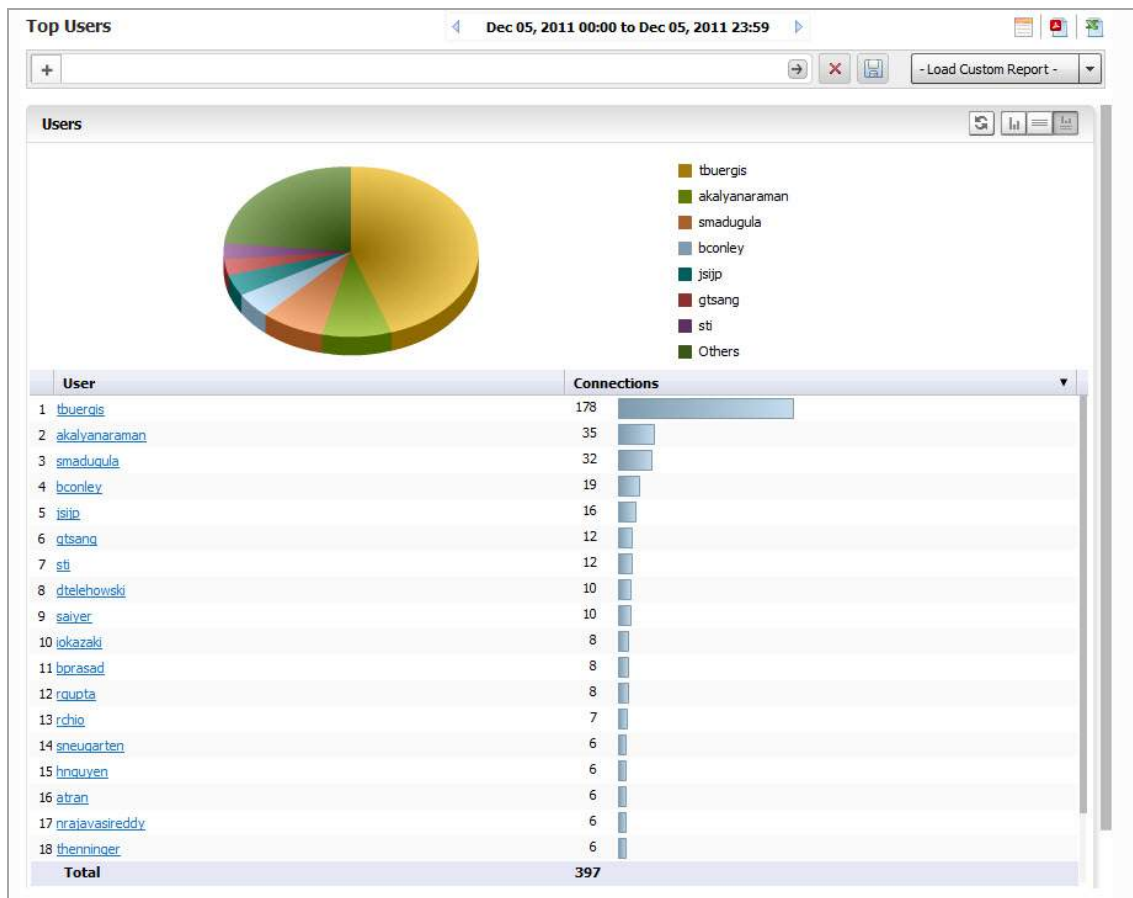 Top Users
Dec 05, 2011 00:00 to Dec 05, 2011 23:59
- Load Custom Report -
Users
tbuergis
akalyanaraman
smadugula
bconley
jsijp
gtsang
sti
Others
User Connections
1 tbuergis 178
2 akalyanaraman 35
3 smadugula 32
4 bconley 19
5 jsijp 16
6 gtsang 12
7 sti 12
8 dtelehowski 10
9 saiyer 10
10 iokazaki 8
11 bprasad 8
12 rgupta 8
13 rchio 7
14 sneugarten 6
15 hnguyen 6
16 atran 6
17 nrajavasireddy 6
18 thenninger 6
Total 397